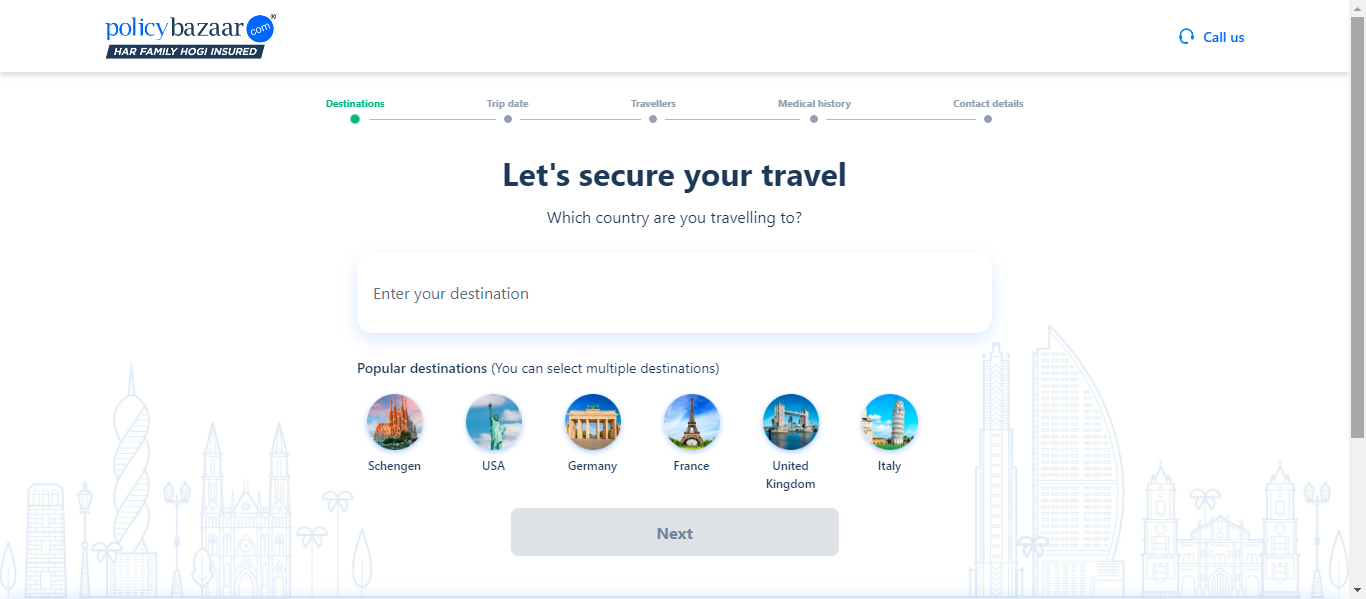 policybazaar.com®
HAR FAMILY HOGI INSURED
Call us
Destinations
Trip date
Travellers
Medical history
Contact details
Let's secure your travel
Which country are you travelling to?
Enter your destination
Popular destinations (You can select multiple destinations)
Schengen
USA
Germany
France
United
Kingdom
Italy
Next